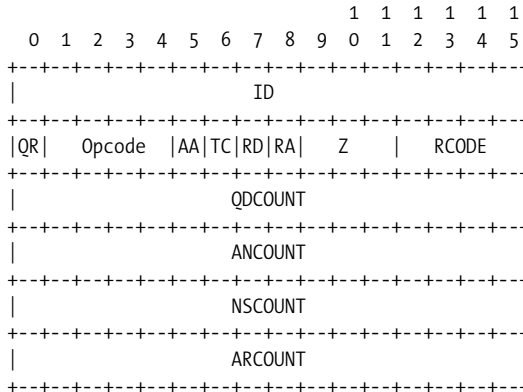 1  1  1  1  1  1
  0  1  2  3  4  5  6  7  8  9  0  1  2  3  4  5
+--+--+--+--+--+--+--+--+--+--+--+--+--+--+--+--
|                      ID
+--+--+--+--+--+--+--+--+--+--+--+--+--+--+--+--
|QR|   Opcode  |AA|TC|RD|RA|   Z    |   RCODE
+--+--+--+--+--+--+--+--+--+--+--+--+--+--+--+--
|                    QDCOUNT
+--+--+--+--+--+--+--+--+--+--+--+--+--+--+--+--
|                    ANCOUNT
+--+--+--+--+--+--+--+--+--+--+--+--+--+--+--+--
|                    NSCOUNT
+--+--+--+--+--+--+--+--+--+--+--+--+--+--+--+--
|                    ARCOUNT
+--+--+--+--+--+--+--+--+--+--+--+--+--+--+--+--